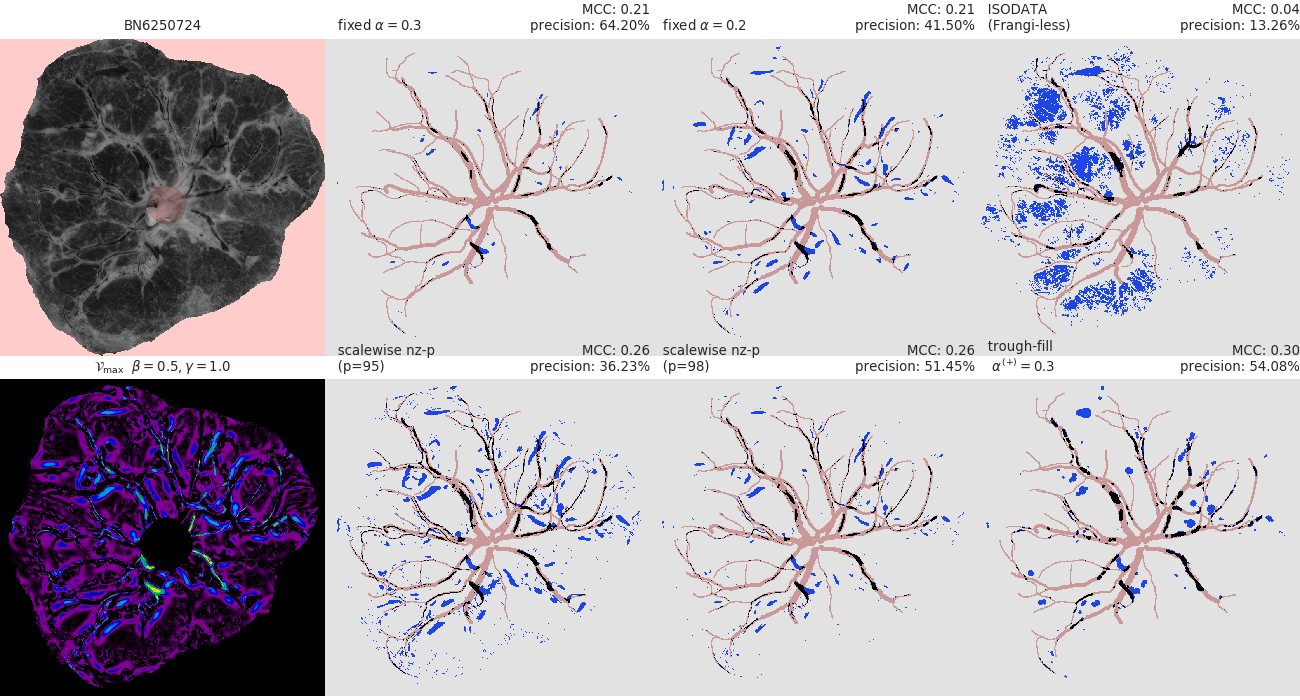 BN6250724
fixed α = 0.3
MCC: 0.21
precision: 64.20%
fixed α = 0.2
MCC: 0.21
precision: 41.50%
ISODATA
(Frangi-less)
MCC: 0.04
precision: 13.26%
𝒱max β = 0.5, γ = 1.0
scalewise nz-p
(p=95)
MCC: 0.26
precision: 36.23%
scalewise nz-p
(p=98)
MCC: 0.26
precision: 51.45%
trough-fill
α(+) = 0.3
MCC: 0.30
precision: 54.08%